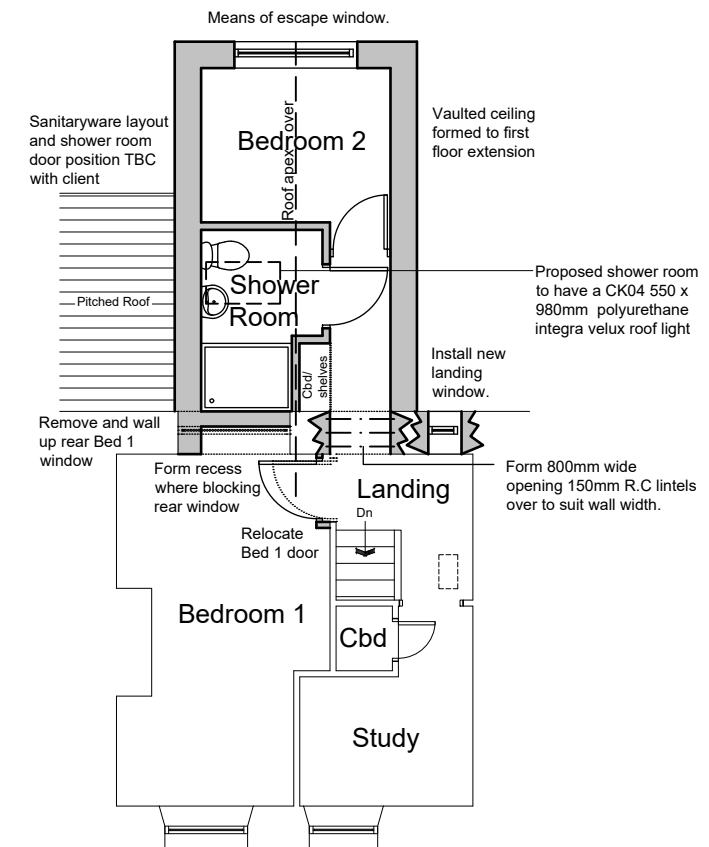 Means of escape window.
Sanitaryware layout
and shower room
door position TBC
with client
Vaulted ceiling
formed to first
floor extension
Roof apex over
Bedroom 2
Pitched Roof
Shower
Room
Proposed shower room
to have a CK04 550 x
980mm polyurethane
integra velux roof light
Cbd/
shelves
Install new
landing
window.
Remove and wall
up rear Bed 1
window
Form recess
where blocking
rear window
Landing
Form 800mm wide
opening 150mm R.C lintels
over to suit wall width.
Dn
Relocate
Bed 1 door
Bedroom 1
Cbd
Study